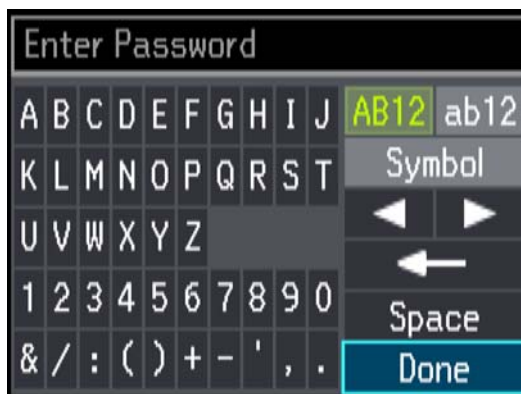 Enter Password
A B C D E F G H I J AB12 ab12
K L M N O P Q R S T Symbol
U V W X Y Z
1 2 3 4 5 6 7 8 9 0 Space
& / : ( ) + - ' , . Done